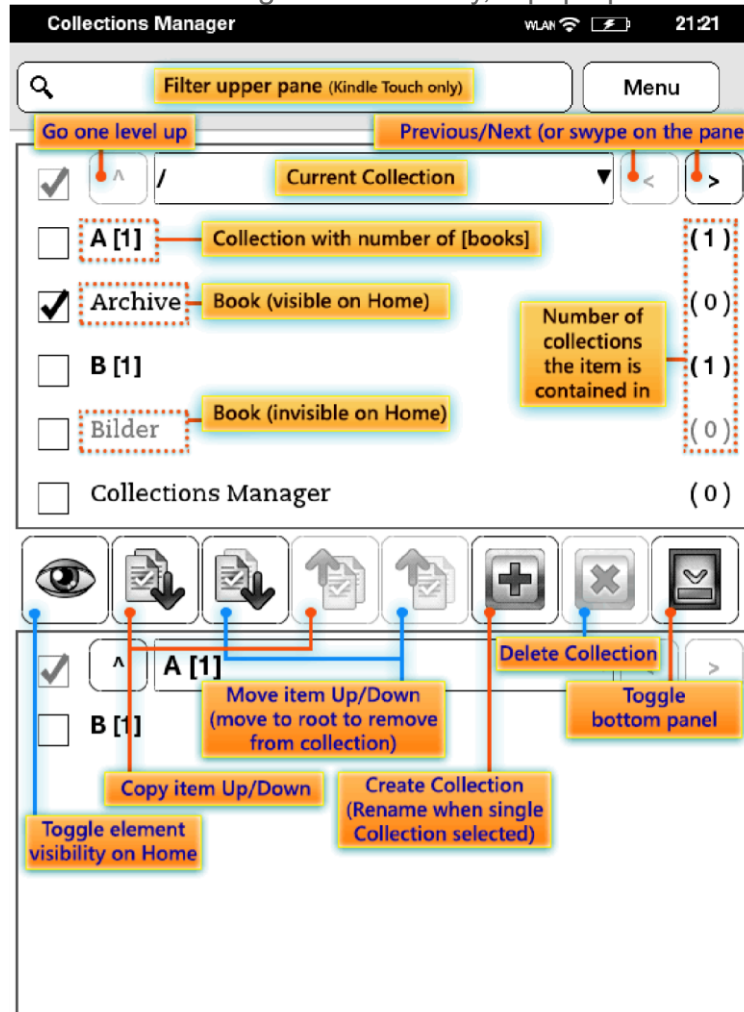 Collections Manager WLAN 21:21
Filter upper pane (Kindle Touch only) Menu
Go one level up Previous/Next (or swype on the pane
^ / Current Collection ▼ < >
A [1] Collection with number of [books] (1)
Archive Book (visible on Home) (0)
Number of
collections
the item is
contained in
B [1] (1)
Bilder Book (invisible on Home) (0)
Collections Manager (0)
Delete Collection
^ A [1] >
Move item Up/Down
(move to root to remove
from collection)
Toggle
bottom panel
B [1]
Copy item Up/Down
Create Collection
(Rename when single
Collection selected)
Toggle element
visibility on Home